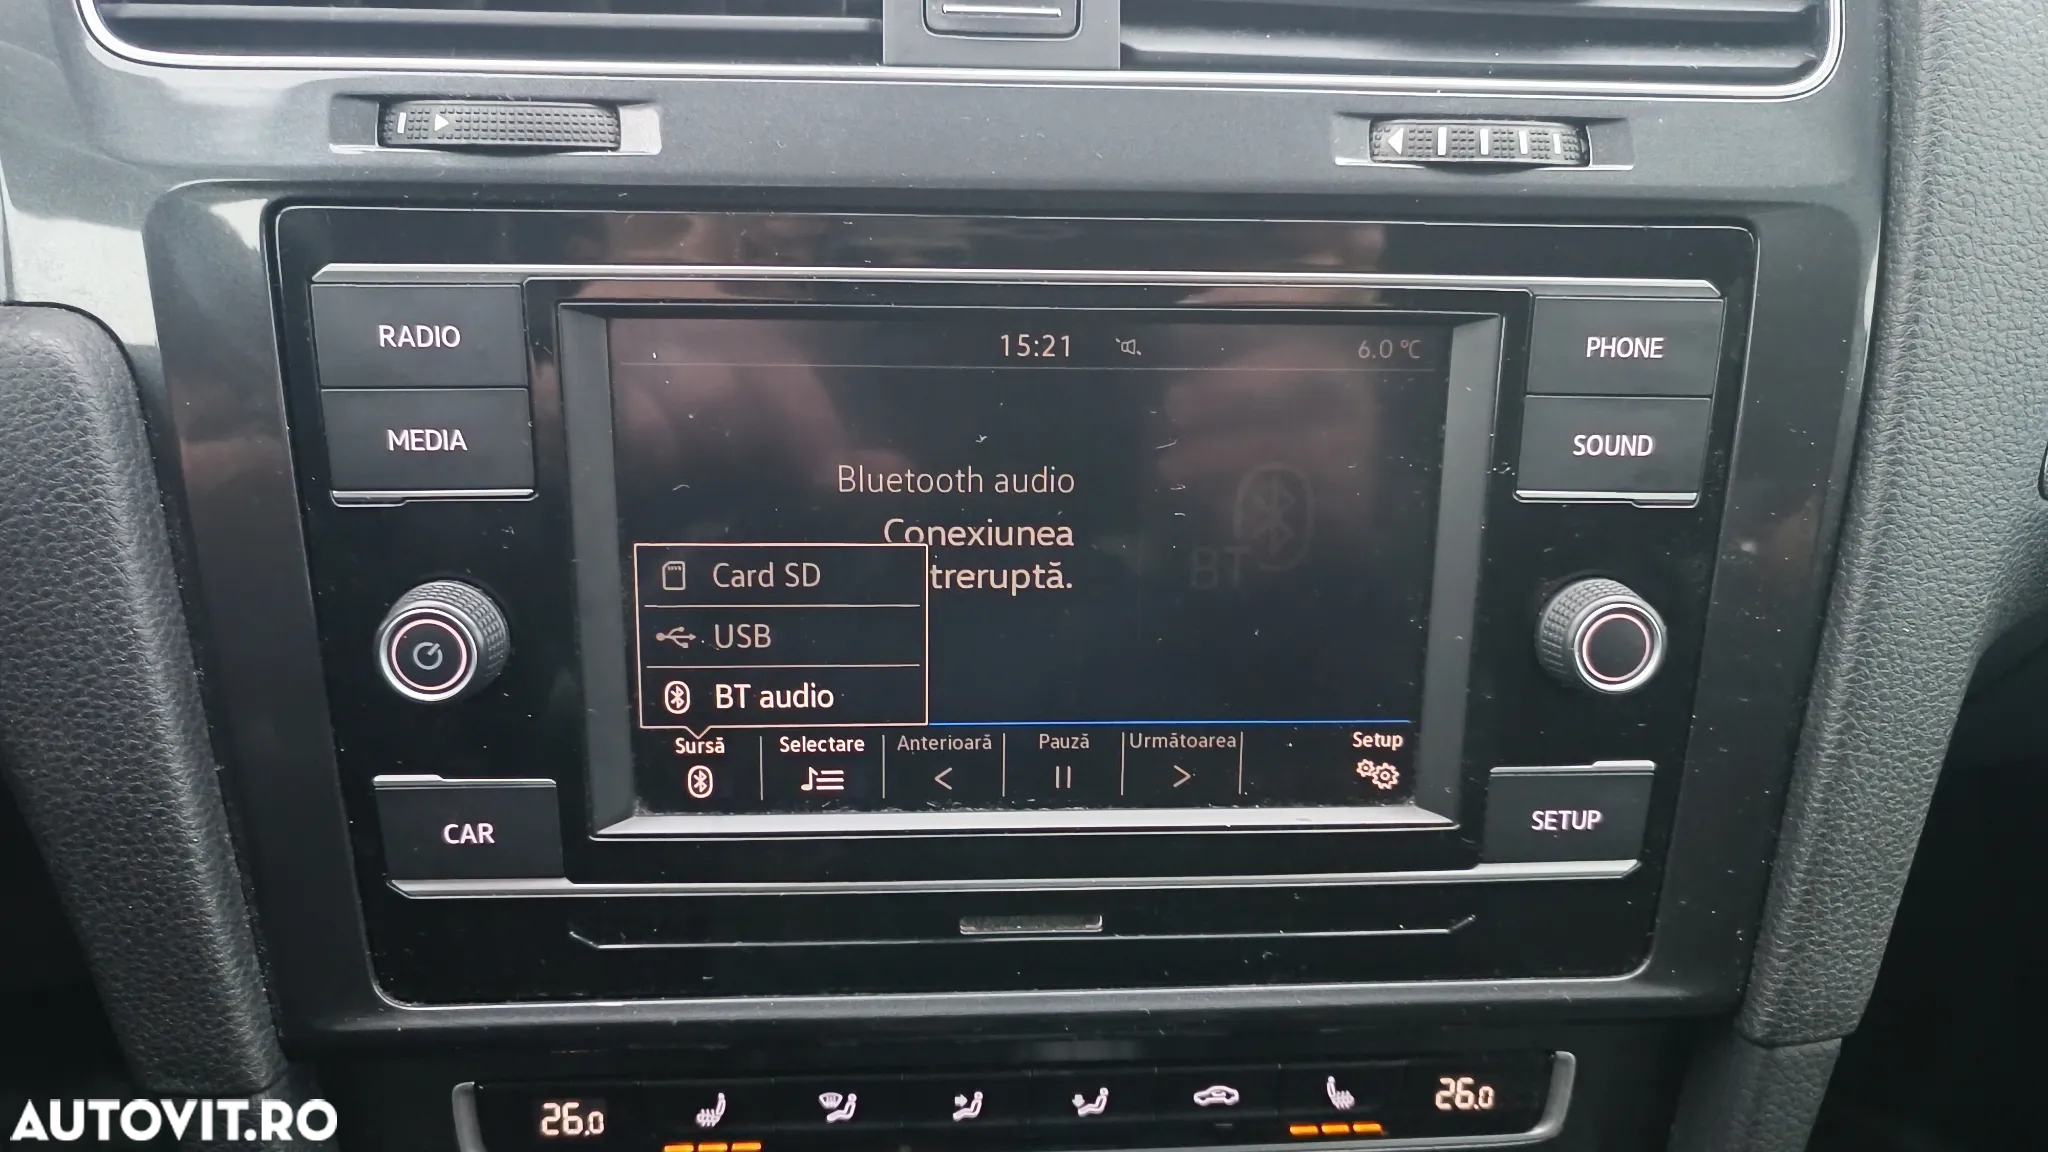 RADIO
MEDIA
PHONE
SOUND
15:21
6.0 °C
Bluetooth audio
Conexiunea
treruptă.
BT
Card SD
USB
BT audio
Sursă
Selectare
Anterioară
Pauză
Următoarea
Setup
CAR
SETUP
26.0
26.0
AUTOVIT.RO